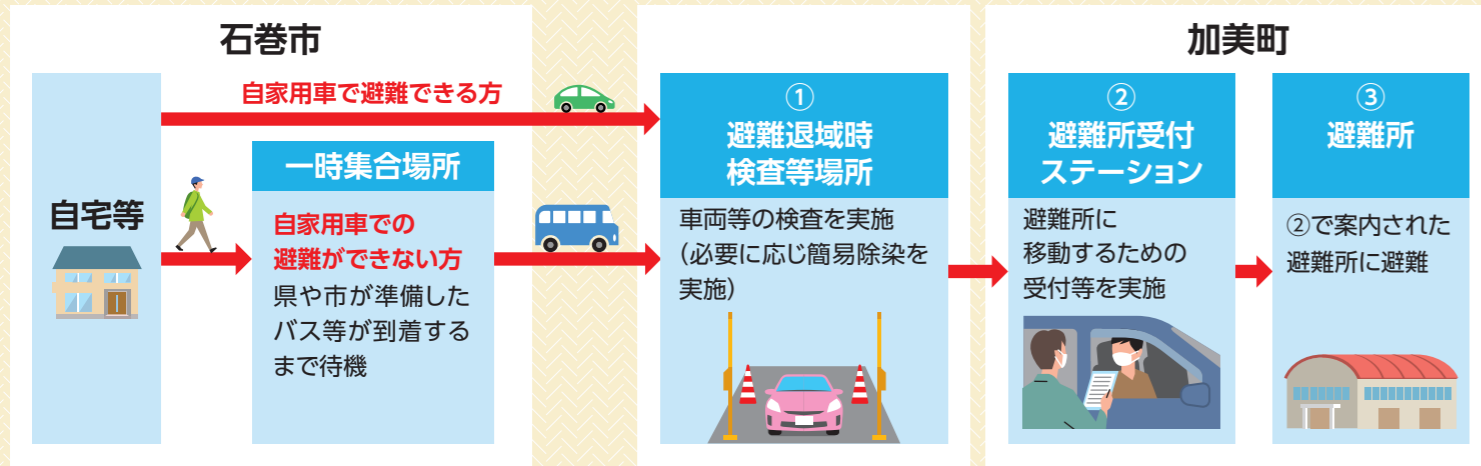 石巻市
自宅等
自家用車で避難できる方
一時集合場所
自家用車での
避難ができない方
県や市が準備した
バス等が到着する
まで待機
①
避難退域時
検査等場所
車両等の検査を実施
(必要に応じ簡易除染を
実施)
加美町
②
避難所受付
ステーション
避難所に
移動するための
受付等を実施
③
避難所
②で案内された
避難所に避難